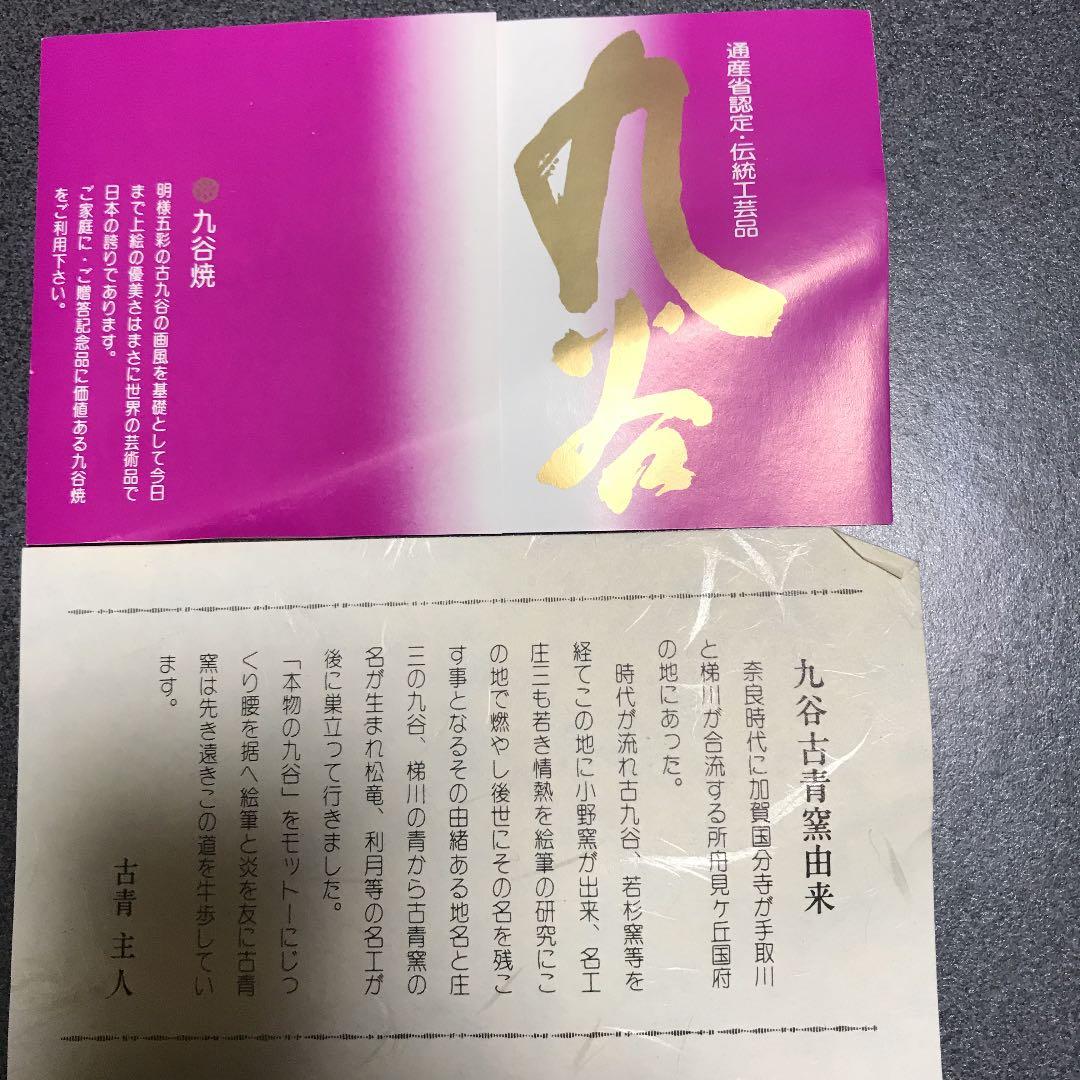 通産省認定・伝統工芸品
九谷
九谷焼
明様五彩の古九谷の画風を基礎として今日
まで上絵の優美さはまさに世界の芸術品で
日本の誇りであります。
ご家庭に・ご贈答記念品に価値ある九谷焼
をご利用下さい。
九谷古青窯由来
奈良時代に加賀国分寺が手取川
と梯川が合流する所舟見ヶ丘国府
の地にあった。
時代が流れ古九谷、若杉窯等を
経てこの地に小野窯が出来、名工
庄三も若き情熱を絵筆の研究にこ
の地で燃やし後世にその名を残こ
す事となるその由緒ある地名と庄
三の九谷、梯川の青から古青窯の
名が生まれ松竜、利月等の名工が
後に巣立って行きました。
「本物の九谷」をモットーにじっ
くり腰を据へ絵筆と炎を友に古青
窯は先き遠きこの道を牛歩してい
ます。
古青主人